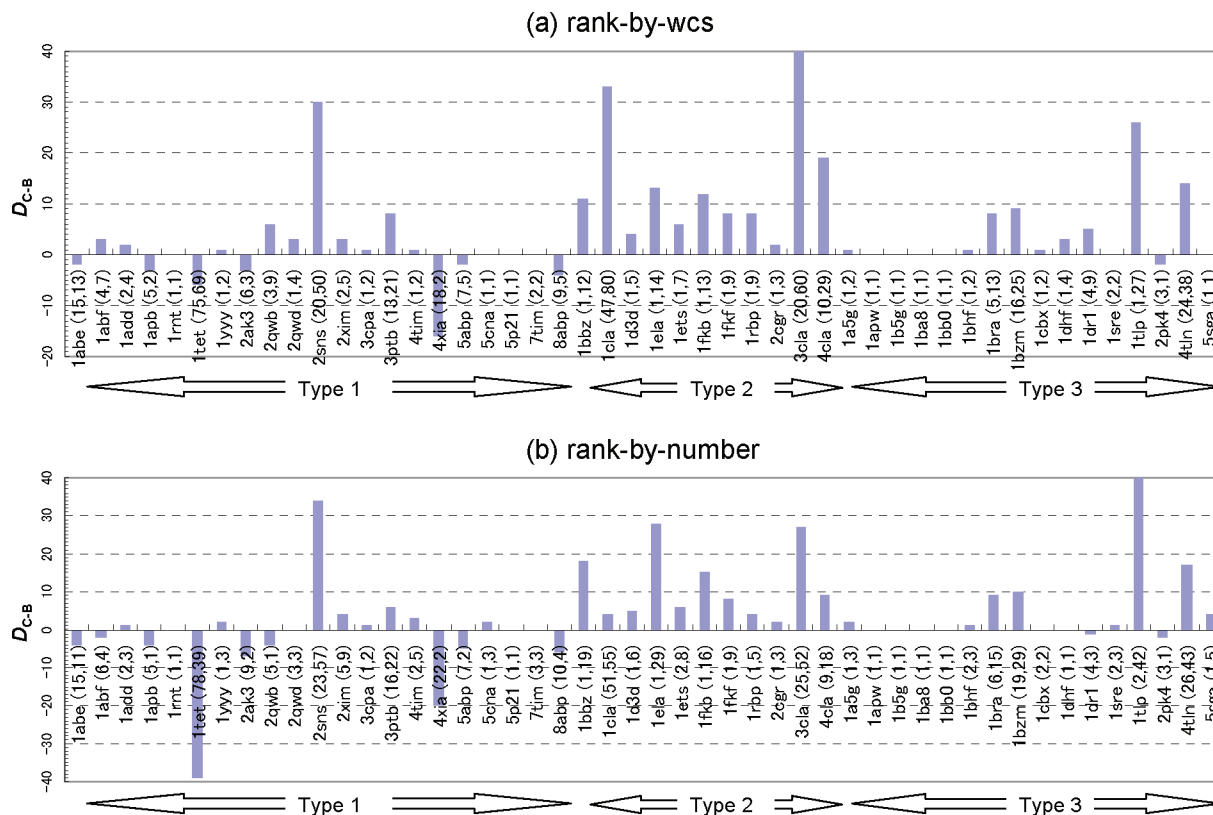 (a) rank-by-wcs
40
30
20
10
0
-10
-20
D C-B
1abe (15,13)
1abf (4,7)
1add (2,4)
1apb (5,2)
1rnt (1,1)
1tet (75,69)
1yyy (1,2)
2ak3 (6,3)
2qwb (3,9)
2qwd (1,4)
2sns (20,50)
2xim (2,5)
3cpa (1,2)
3ptb (13,21)
4tim (1,2)
4xia (18,2)
5abp (7,5)
5cna (1,1)
5p21 (1,1)
7tim (2,2)
8abp (9,5)
1bbz (1,12)
1cla (47,80)
1d3d (1,5)
1ela (1,14)
1ets (1,7)
1fkb (1,13)
1fkf (1,9)
1rbp (1,9)
2cgr (1,3)
3cla (20,60)
4cla (10,29)
1a5g (1,2)
1apw (1,1)
1b5g (1,1)
1ba8 (1,1)
1bb0 (1,1)
1bhf (1,2)
1bra (5,13)
1bzm (16,25)
1cbx (1,2)
1dhf (1,4)
1dr1 (4,9)
1sre (2,2)
1tlp (1,27)
2pk4 (3,1)
4tln (24,38)
5sga (1,1)
Type 1
Type 2
Type 3
(b) rank-by-number
40
30
20
10
0
-10
-20
-30
-40
D C-B
1abe (15,11)
1abf (6,4)
1add (2,3)
1apb (5,1)
1rnt (1,1)
1tet (78,39)
1yyy (1,3)
2ak3 (9,2)
2qwb (5,1)
2qwd (3,3)
2sns (23,57)
2xim (5,9)
3cpa (1,2)
3ptb (16,22)
4tim (2,5)
4xia (22,2)
5abp (7,2)
5cna (1,3)
5p21 (1,1)
7tim (3,3)
8abp (10,4)
1bbz (1,19)
1cla (51,55)
1d3d (1,6)
1ela (1,29)
1ets (2,8)
1fkb (1,16)
1fkf (1,9)
1rbp (1,5)
2cgr (1,3)
3cla (25,52)
4cla (9,18)
1a5g (1,3)
1apw (1,1)
1b5g (1,1)
1ba8 (1,1)
1bb0 (1,1)
1bhf (2,3)
1bra (6,15)
1bzm (19,29)
1cbx (2,2)
1dhf (1,1)
1dr1 (4,3)
1sre (2,3)
1tlp (2,42)
2pk4 (3,1)
4tln (26,43)
5sga (1,5)
Type 1
Type 2
Type 3